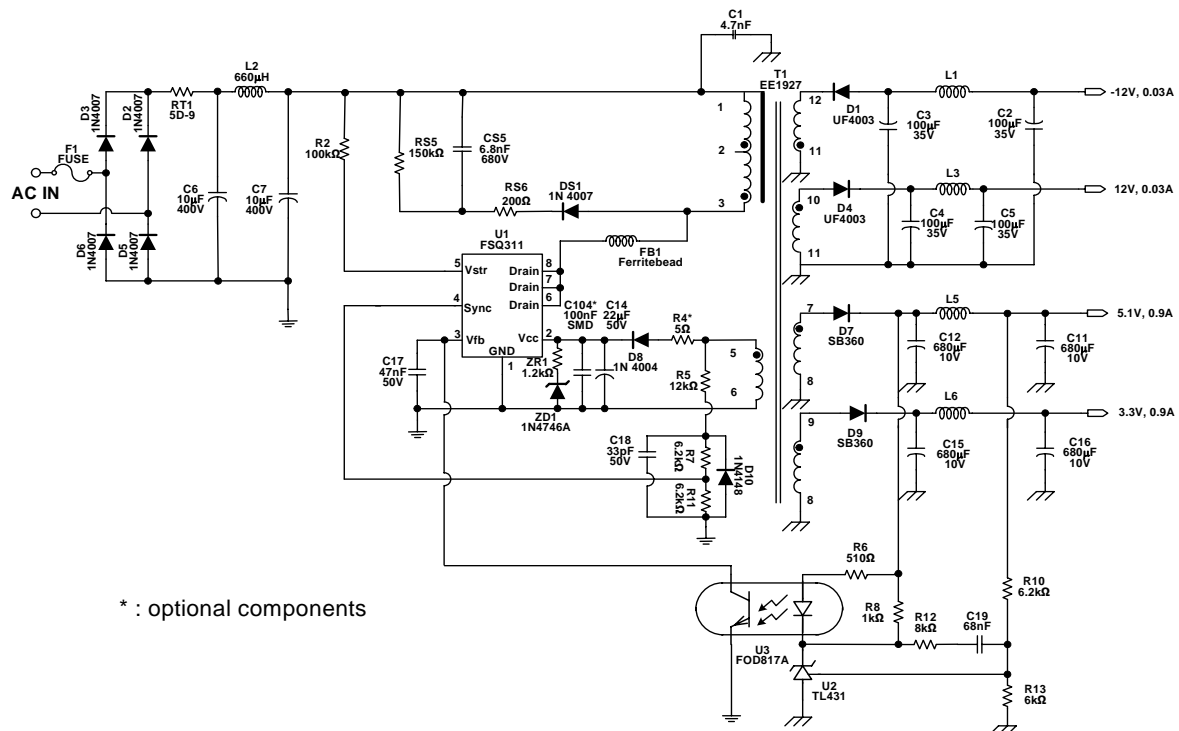 C1
4.7nF
L2
660µH
T1
EE1927
D3
1N4007
D2
1N4007
RT1
5D-9
F1
FUSE
AC IN
C6
10µF
400V
C7
10µF
400V
D6
1N4007
D5
1N4007
R2
100kΩ
RS5
150kΩ
CS5
6.8nF
680V
RS6
200Ω
DS1
1N 4007
1
2
3
12
11
10
11
D1
UF4003
C3
100µF
35V
L1
C2
100µF
35V
-12V, 0.03A
D4
UF4003
C4
100µF
35V
L3
C5
100µF
35V
12V, 0.03A
FB1
Ferritebead
U1
FSQ311
5
Vstr
4
Sync
3
Vfb
Drain
8
Drain
7
Drain
6
Vcc
2
GND
1
C104*
100nF
SMD
C14
22µF
50V
R4*
5Ω
D8
1N 4004
ZR1
1.2kΩ
ZD1
1N4746A
C17
47nF
50V
5
6
R5
12kΩ
C18
33pF
50V
R7
6.2kΩ
R11
6.2kΩ
D10
1N4148
7
8
D7
SB360
C12
680µF
10V
L5
C11
680µF
10V
5.1V, 0.9A
9
8
D9
SB360
C15
680µF
10V
L6
C16
680µF
10V
3.3V, 0.9A
R6
510Ω
R8
1kΩ
R12
8kΩ
C19
68nF
R10
6.2kΩ
R13
6kΩ
U3
FOD817A
U2
TL431
* : optional components